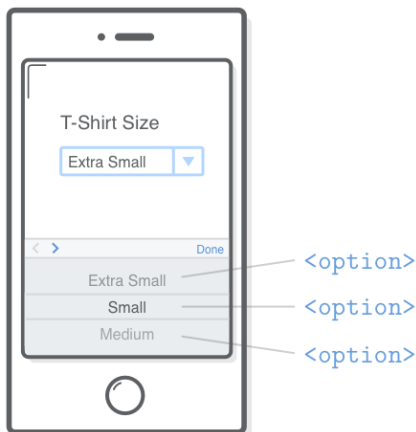 T-Shirt Size
Extra Small
Done
Extra Small
<option>
Small
<option>
Medium
<option>